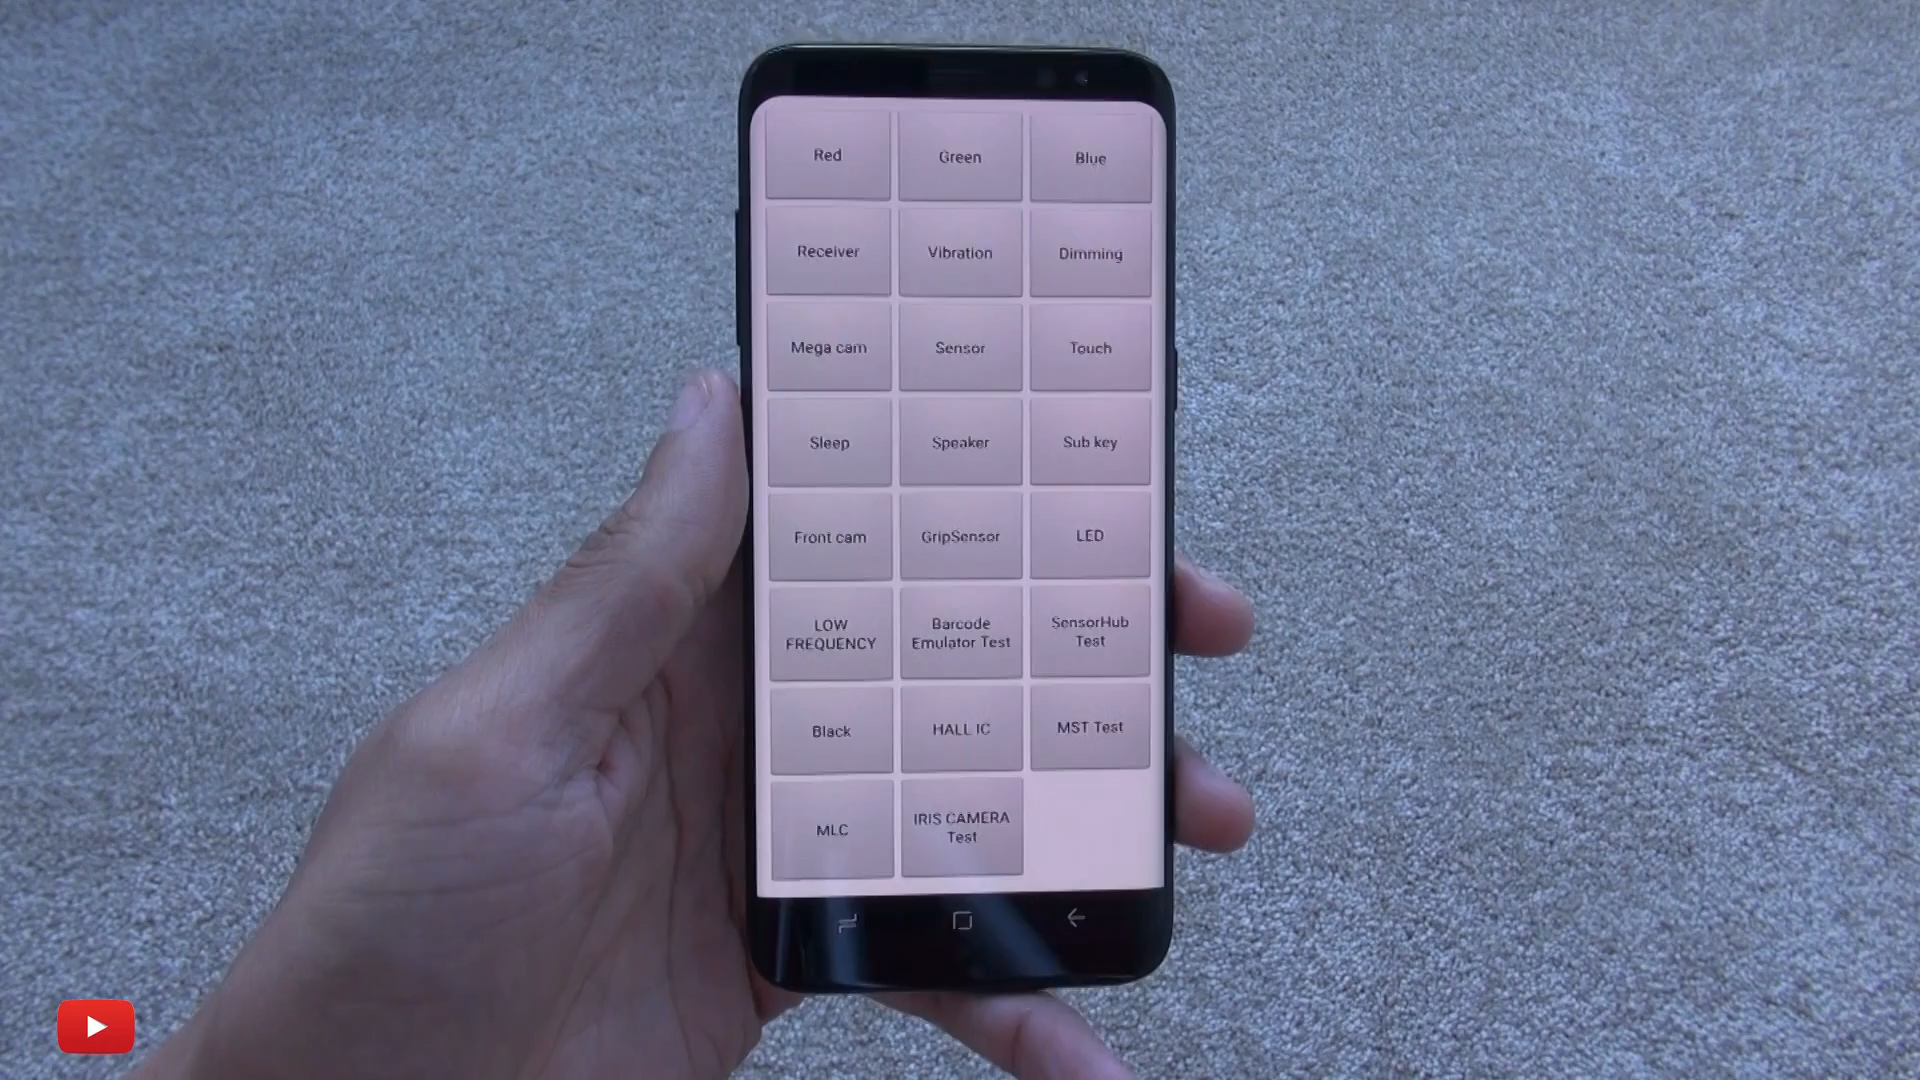 Red
Green
Blue
Receiver
Vibration
Dimming
Mega cam
Sensor
Touch
Sleep
Speaker
Sub key
Front cam
GripSensor
LED
LOW
FREQUENCY
Barcode
Emulator Test
SensorHub
Test
Black
HALL IC
MST Test
MLC
IRIS CAMERA
Test